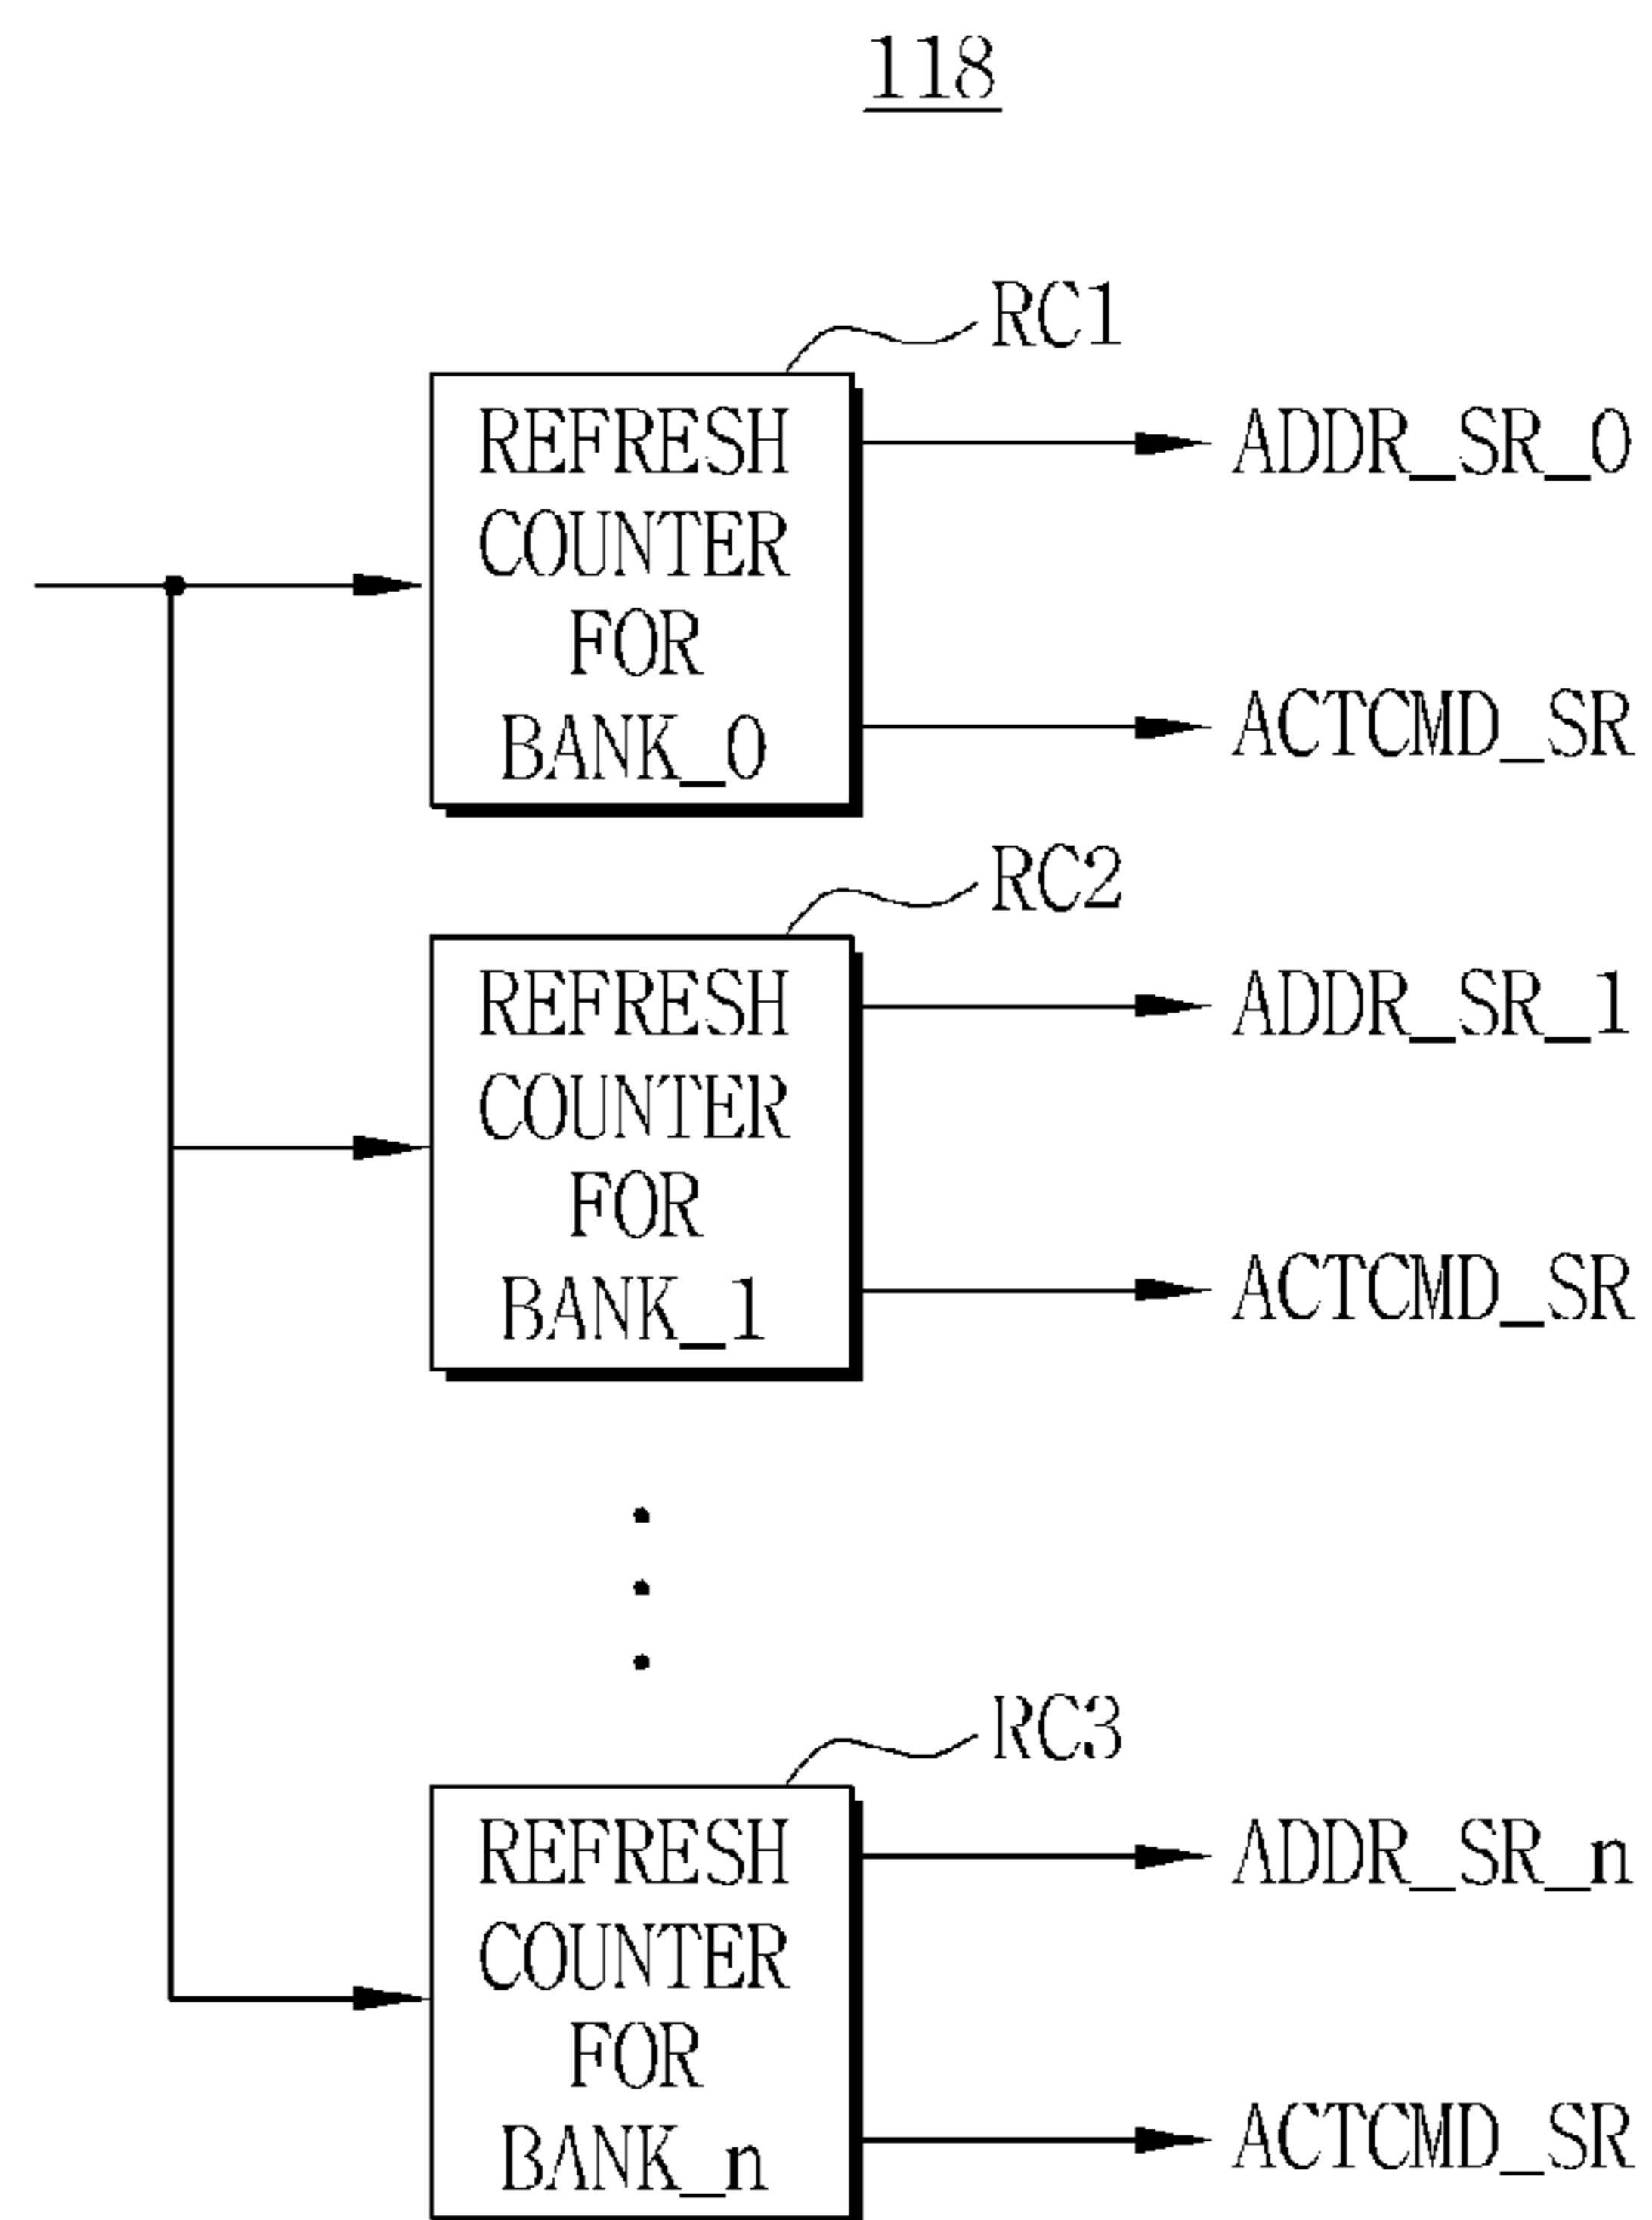 118
RC1
REFRESH
COUNTER
FOR
BANK_0
ADDR_SR_0
ACTCMD_SR
RC2
REFRESH
COUNTER
FOR
BANK_1
ADDR_SR_1
ACTCMD_SR
RC3
REFRESH
COUNTER
FOR
BANK_n
ADDR_SR_n
ACTCMD_SR